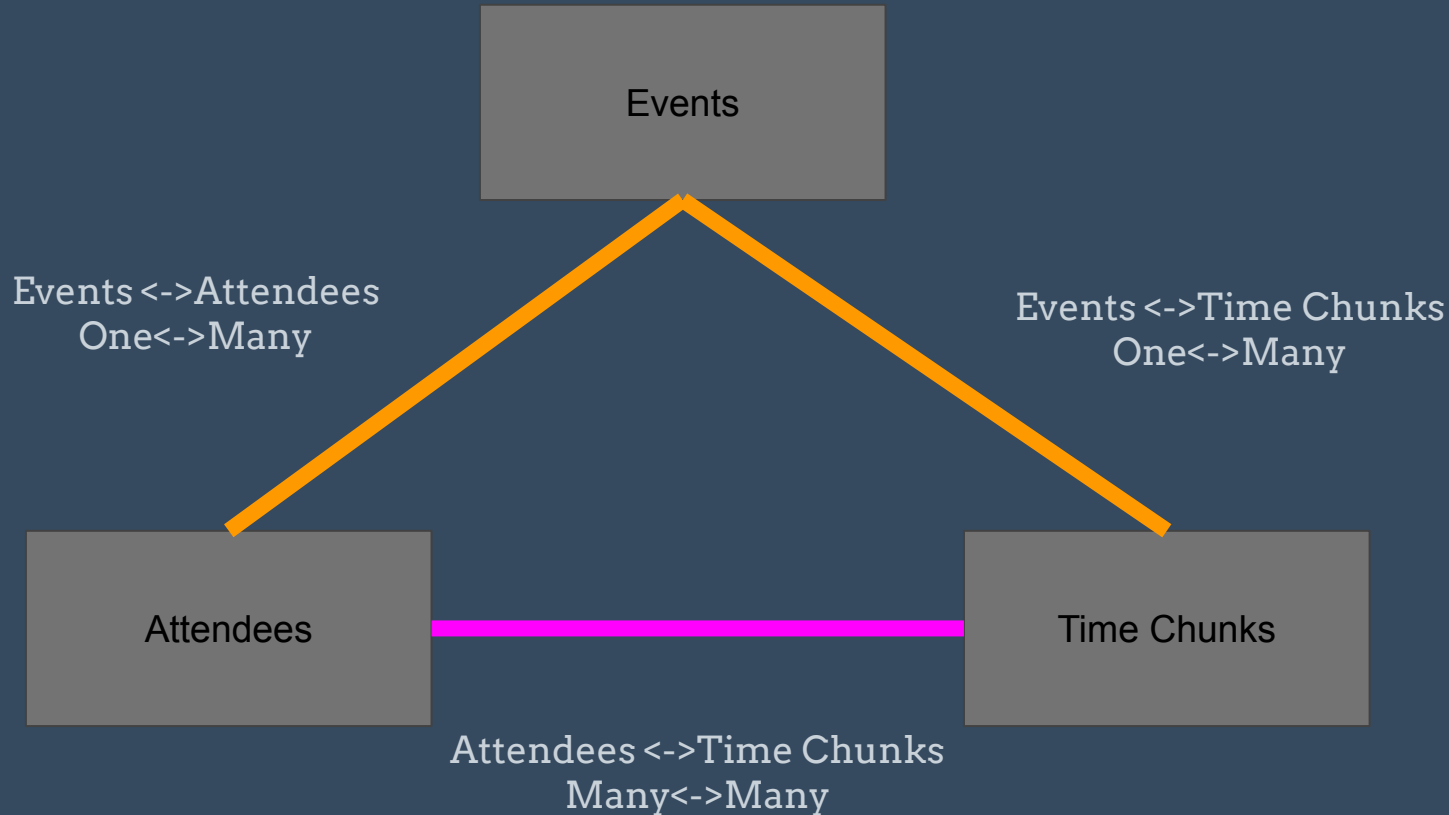 Events
Events <->Attendees
One<->Many
Events <->Time Chunks
One<->Many
Attendees
Time Chunks
Attendees <->Time Chunks
Many<->Many